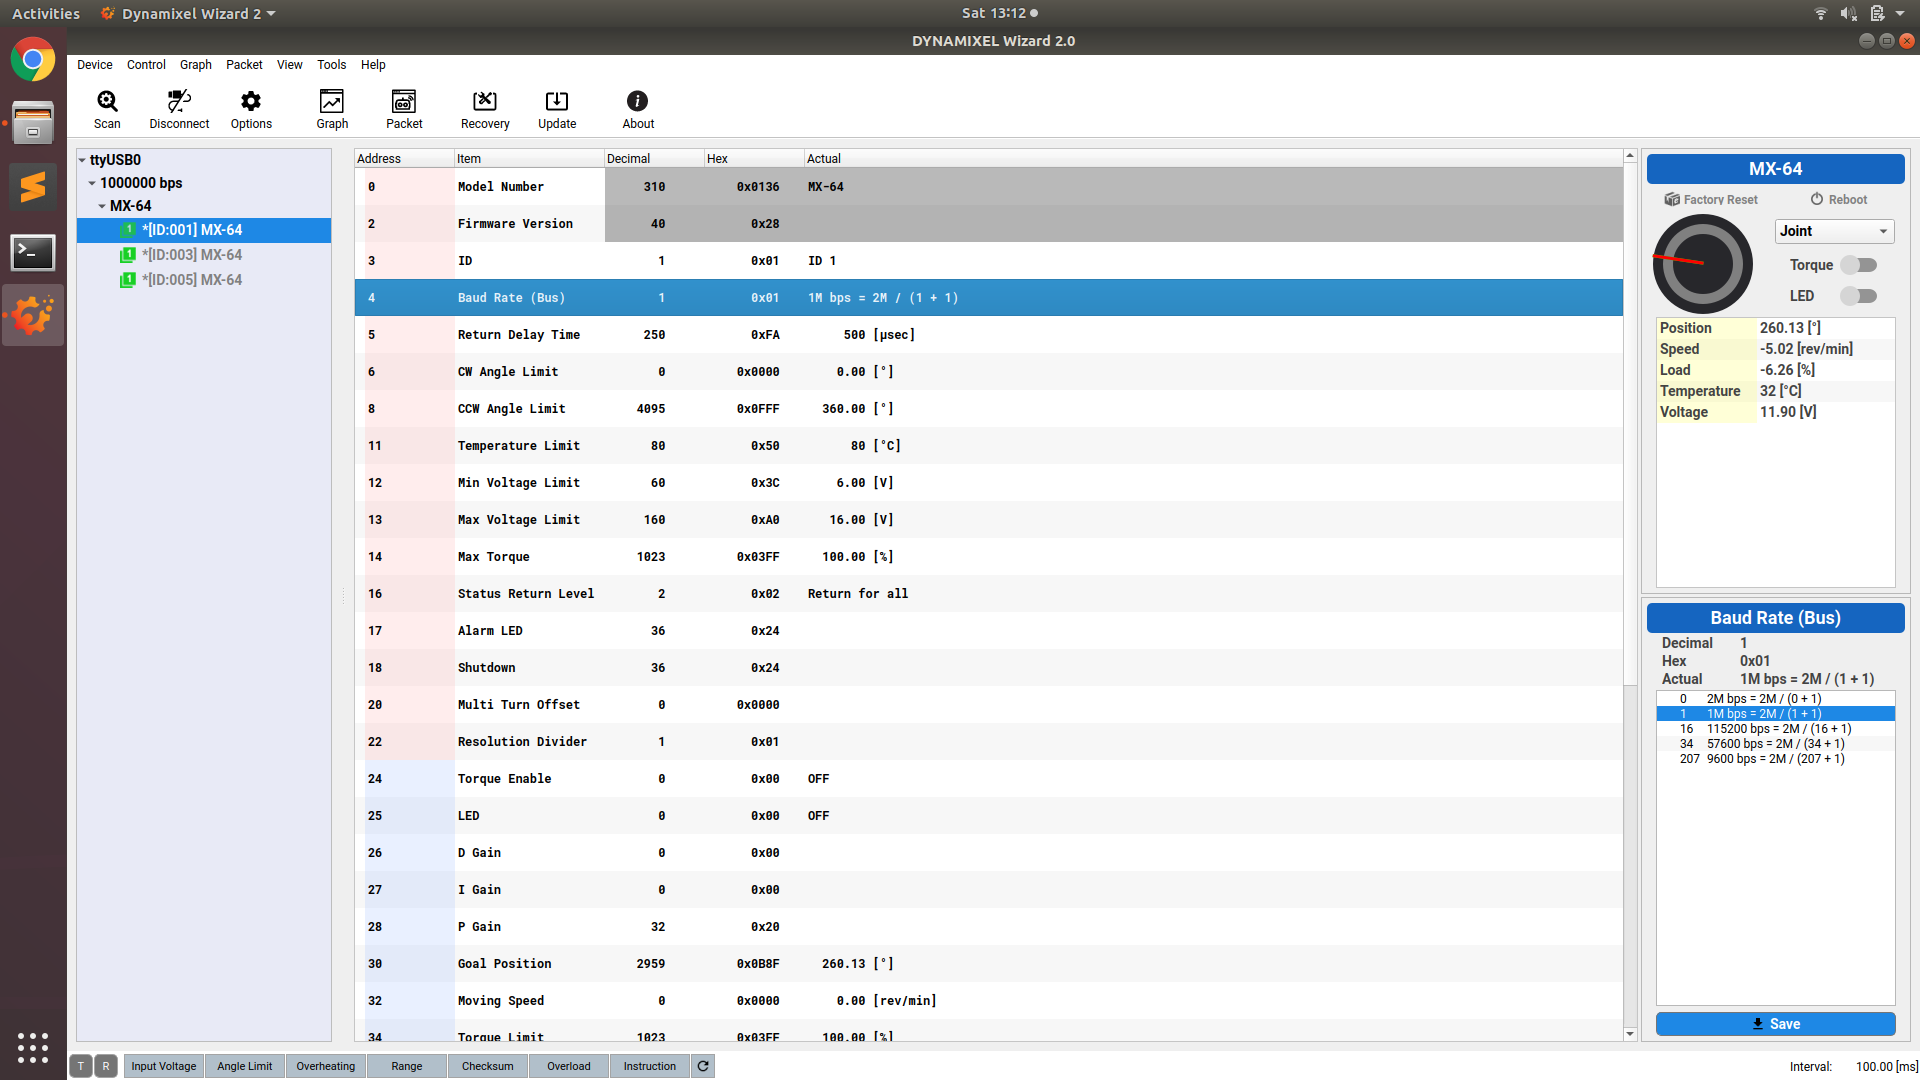 Activities Dynamixel Wizard 2 Sat 13:12
DYNAMIXEL Wizard 2.0
Device Control Graph Packet View Tools Help
Scan Disconnect Options Graph Packet Recovery Update About
ttyUSB0
1000000 bps
MX-64
1 *[ID:001] MX-64
1 *[ID:003] MX-64
1 *[ID:005] MX-64
Address Item Decimal Hex Actual
0 Model Number 310 0x0136 MX-64
2 Firmware Version 40 0x28
3 ID 1 0x01 ID 1
4 Baud Rate (Bus) 1 0x01 1M bps = 2M / (1 + 1)
5 Return Delay Time 250 0xFA 500 [µsec]
6 CW Angle Limit 0 0x0000 0.00 [°]
8 CCW Angle Limit 4095 0x0FFF 360.00 [°]
11 Temperature Limit 80 0x50 80 [°C]
12 Min Voltage Limit 60 0x3C 6.00 [V]
13 Max Voltage Limit 160 0xA0 16.00 [V]
14 Max Torque 1023 0x03FF 100.00 [%]
16 Status Return Level 2 0x02 Return for all
17 Alarm LED 36 0x24
18 Shutdown 36 0x24
20 Multi Turn Offset 0 0x0000
22 Resolution Divider 1 0x01
24 Torque Enable 0 0x00 OFF
25 LED 0 0x00 OFF
26 D Gain 0 0x00
27 I Gain 0 0x00
28 P Gain 32 0x20
30 Goal Position 2959 0x0B8F 260.13 [°]
32 Moving Speed 0 0x0000 0.00 [rev/min]
34 Torque Limit 1023 0x03FF 100.00 [%]
MX-64
Factory Reset Reboot
Joint
Torque
LED
Position 260.13 [°]
Speed -5.02 [rev/min]
Load -6.26 [%]
Temperature 32 [°C]
Voltage 11.90 [V]
Baud Rate (Bus)
Decimal 1
Hex 0x01
Actual 1M bps = 2M / (1 + 1)
0 2M bps = 2M / (0 + 1)
1 1M bps = 2M / (1 + 1)
16 115200 bps = 2M / (16 + 1)
34 57600 bps = 2M / (34 + 1)
207 9600 bps = 2M / (207 + 1)
Save
T R Input Voltage Angle Limit Overheating Range Checksum Overload Instruction Interval: 100.00 [ms]